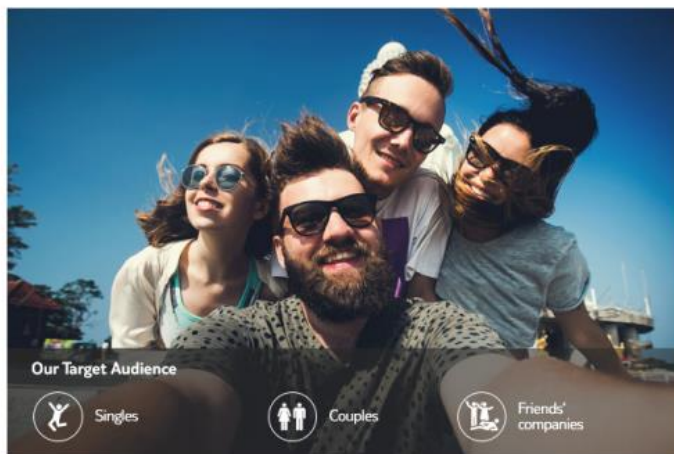 Our Target Audience
Singles
Couples
Friends'
companies